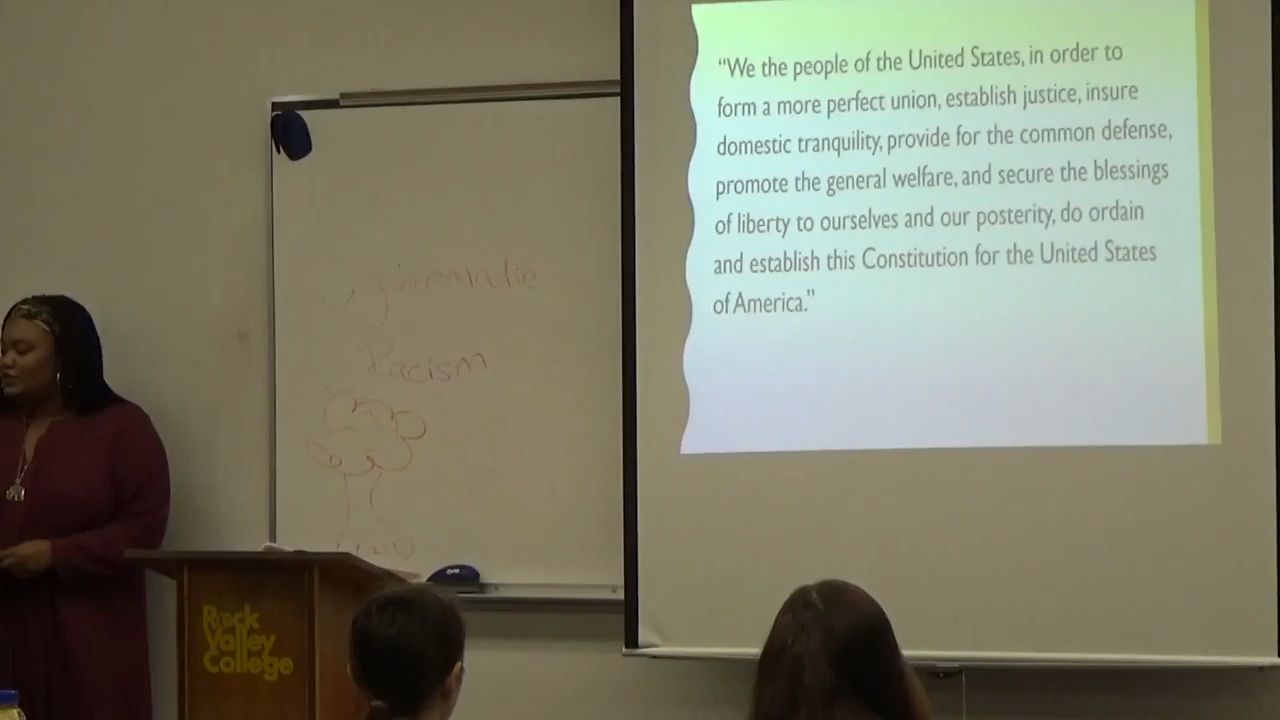 “We the people of the United States, in order to
form a more perfect union, establish justice, insure
domestic tranquility, provide for the common defense,
promote the general welfare, and secure the blessings
of liberty to ourselves and our posterity, do ordain
and establish this Constitution for the United States
of America.”
Racism
Rock
Valley
College